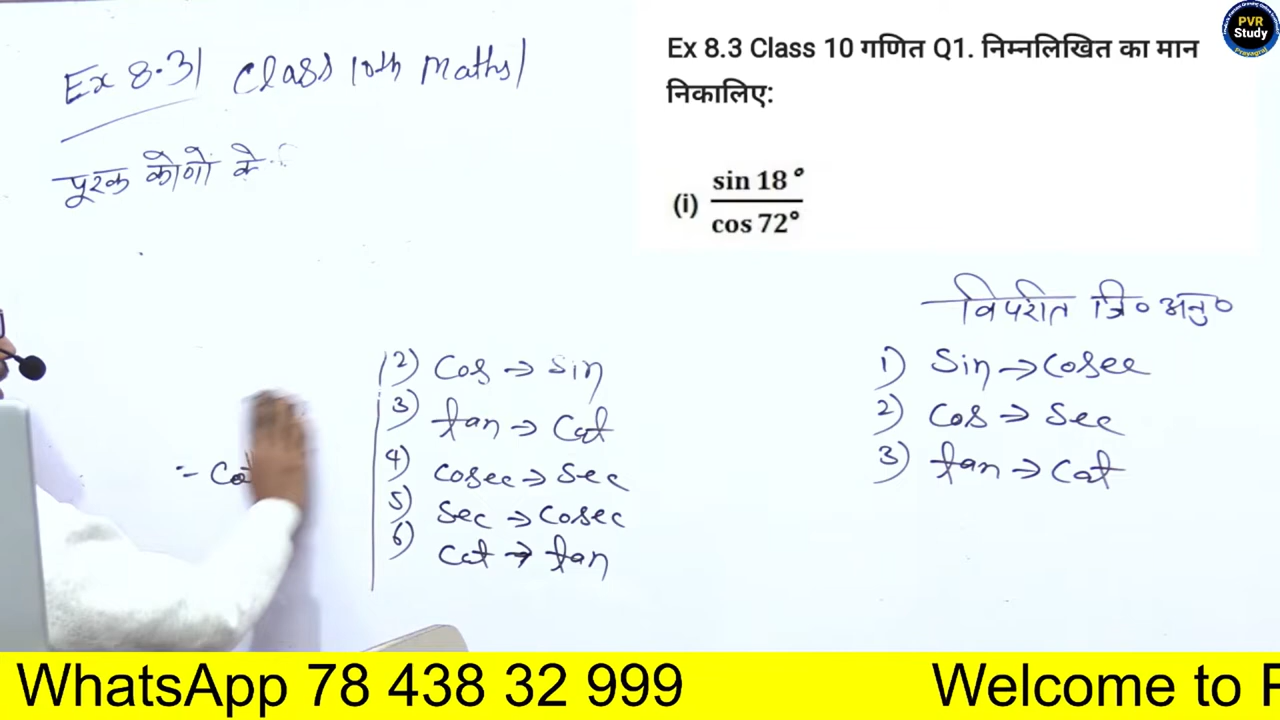 Ex 8.3| Class 10th Maths|
पूरक कोणों के
Ex 8.3 Class 10 गणित Q1. निम्नलिखित का मान
निकालिए:
(i) sin 18°
cos 72°
PVR
Study
Prayagraj
2) Cos → Sin
3) tan → Cot
4) Cosec → Sec
5) Sec → Cosec
6) Cot → tan
= Cot
विपरीत त्रि० अनु०
1) Sin → Cosec
2) Cos → Sec
3) tan → Cot
WhatsApp 78 438 32 999
Welcome to P